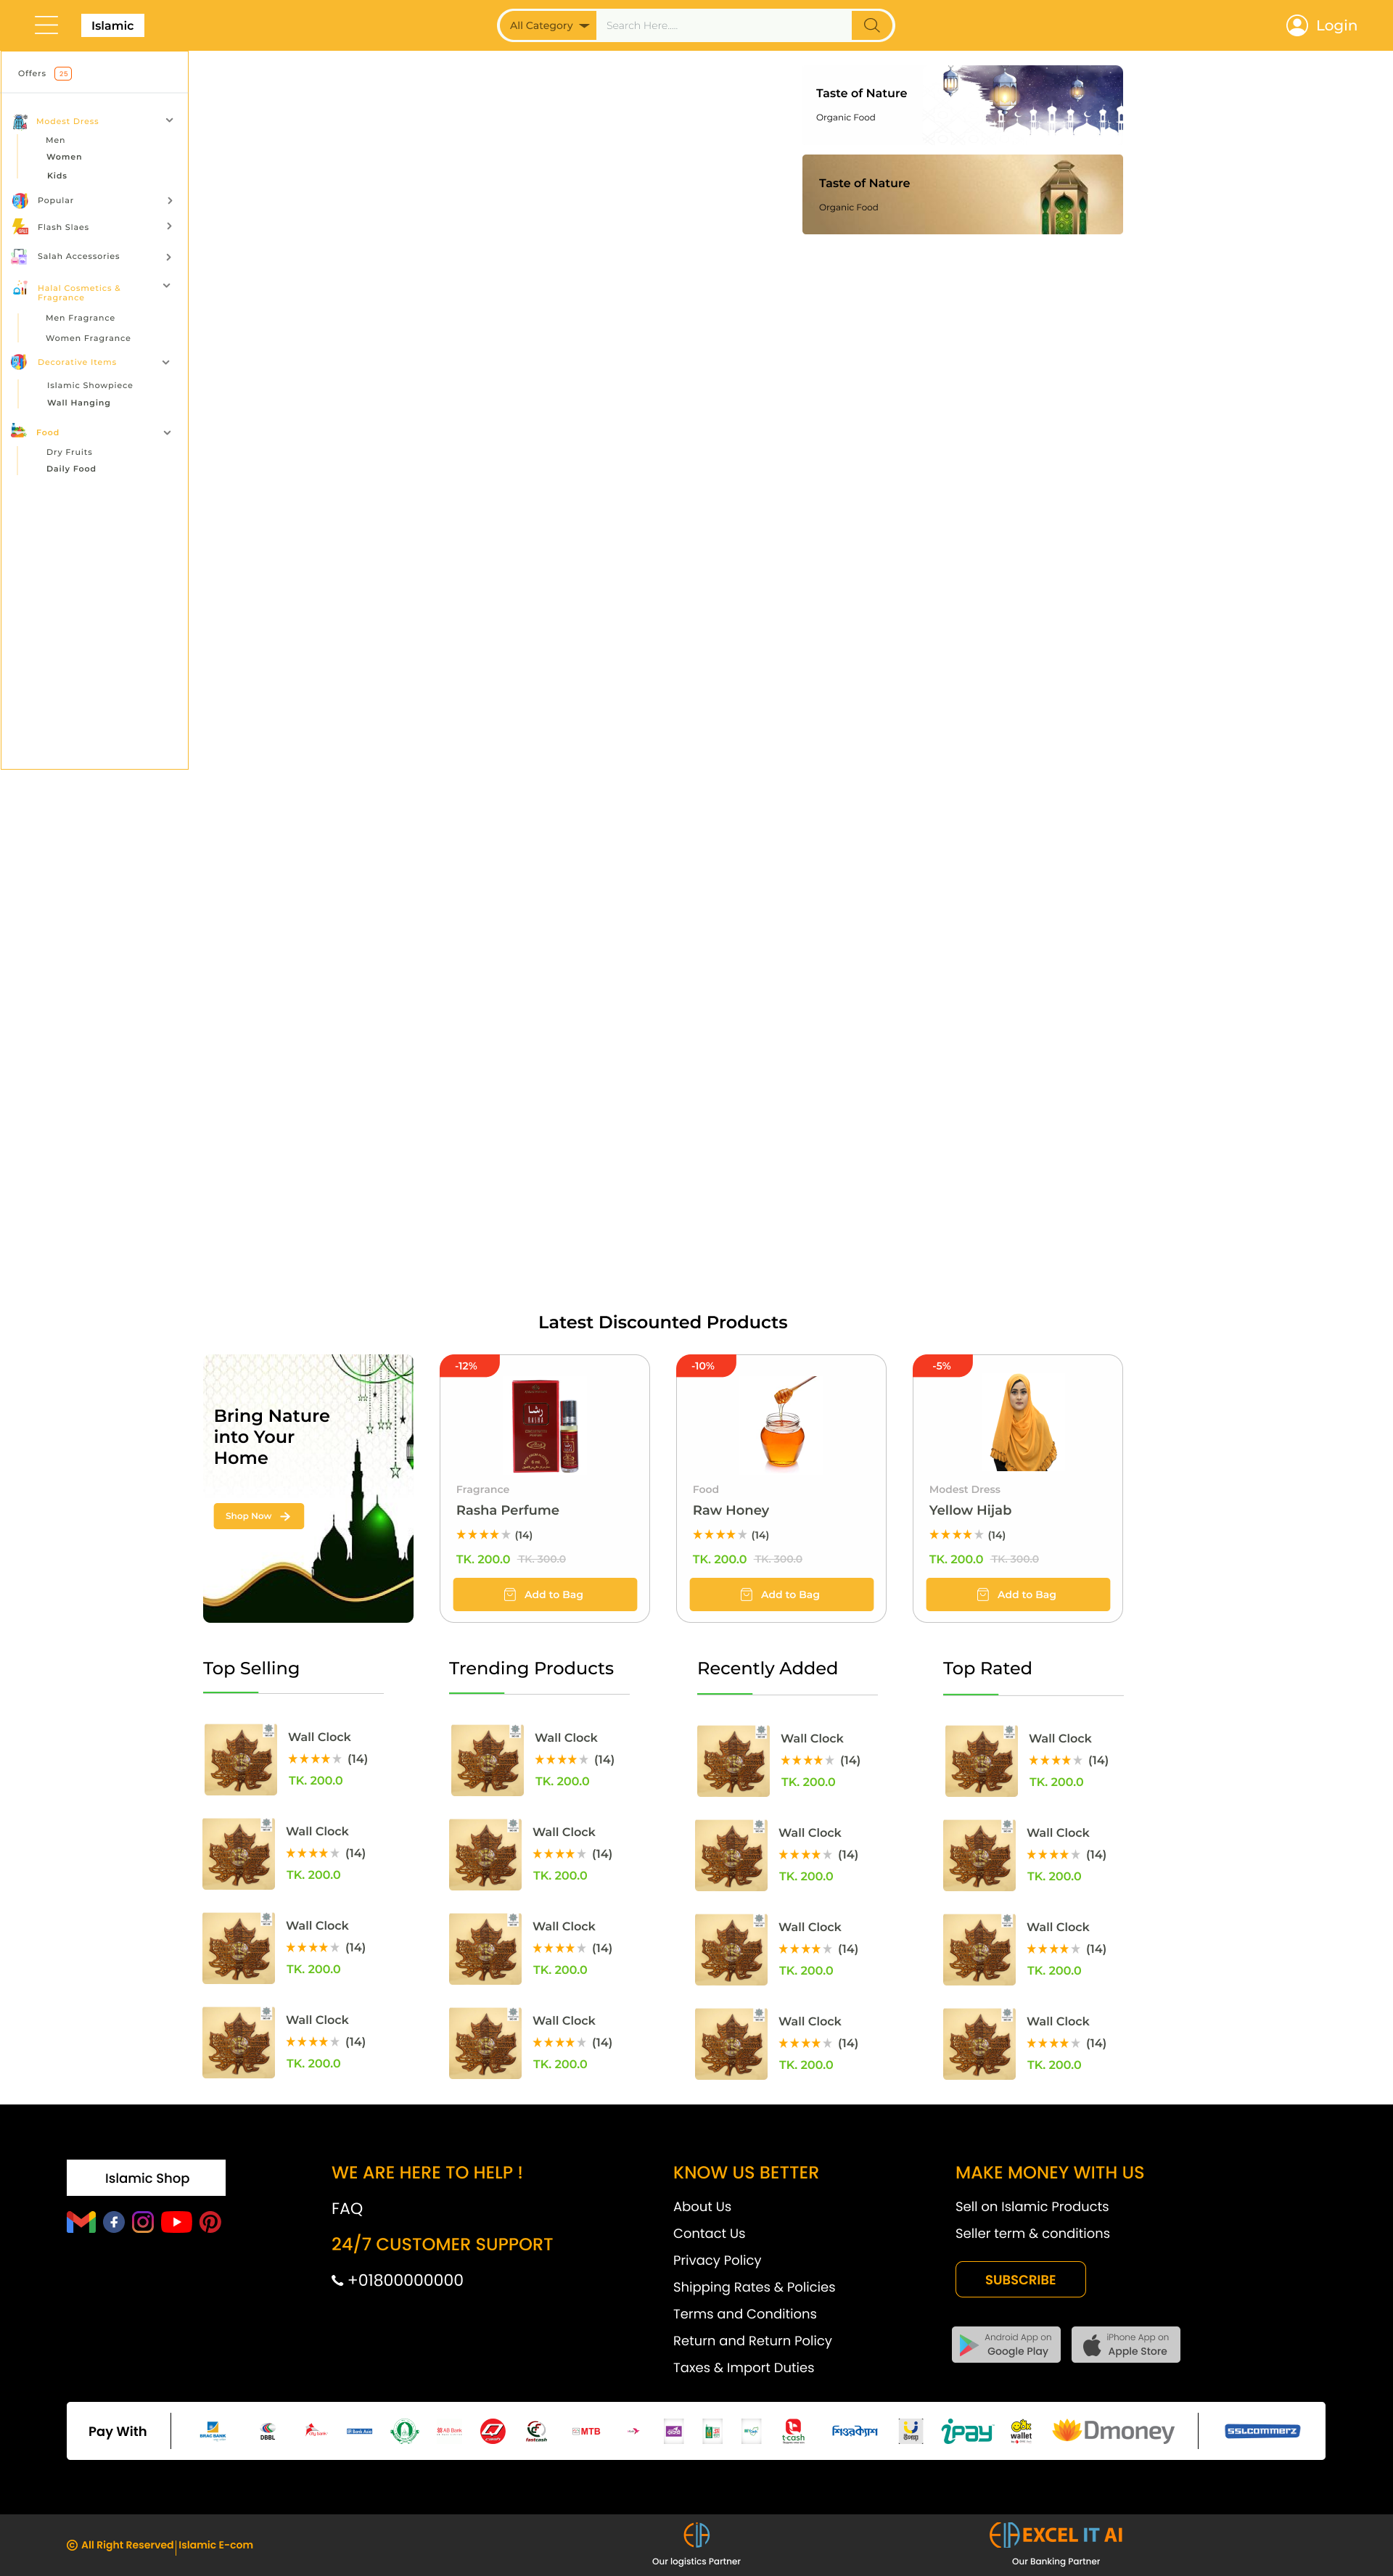 Islamic
All Category
Search Here.....
Login
Offers
25
Modest Dress
Men
Women
Kids
Popular
Flash Slaes
Salah Accessories
Halal Cosmetics &
Fragrance
Men Fragrance
Women Fragrance
Decorative Items
Islamic Showpiece
Wall Hanging
Food
Dry Fruits
Daily Food
Taste of Nature
Organic Food
Taste of Nature
Organic Food
Latest Discounted Products
Bring Nature
into Your
Home
Shop Now
-12%
رشا
RASHA
Fragrance
Rasha Perfume
(14)
TK. 200.0 TK. 300.0
Add to Bag
-10%
Food
Raw Honey
(14)
TK. 200.0 TK. 300.0
Add to Bag
-5%
Modest Dress
Yellow Hijab
(14)
TK. 200.0 TK. 300.0
Add to Bag
Top Selling
Wall Clock
(14)
TK. 200.0
Wall Clock
(14)
TK. 200.0
Wall Clock
(14)
TK. 200.0
Wall Clock
(14)
TK. 200.0
Trending Products
Wall Clock
(14)
TK. 200.0
Wall Clock
(14)
TK. 200.0
Wall Clock
(14)
TK. 200.0
Wall Clock
(14)
TK. 200.0
Recently Added
Wall Clock
(14)
TK. 200.0
Wall Clock
(14)
TK. 200.0
Wall Clock
(14)
TK. 200.0
Wall Clock
(14)
TK. 200.0
Top Rated
Wall Clock
(14)
TK. 200.0
Wall Clock
(14)
TK. 200.0
Wall Clock
(14)
TK. 200.0
Wall Clock
(14)
TK. 200.0
Islamic Shop
WE ARE HERE TO HELP !
FAQ
24/7 CUSTOMER SUPPORT
+01800000000
KNOW US BETTER
About Us
Contact Us
Privacy Policy
Shipping Rates & Policies
Terms and Conditions
Return and Return Policy
Taxes & Import Duties
MAKE MONEY WITH US
Sell on Islamic Products
Seller term & conditions
SUBSCRIBE
Android App on
Google Play
iPhone App on
Apple Store
Pay With
BRAC BANK
DBBL
city bank
Bank Asia
AB Bank
fastcash
MTB
t-cash
শিওরক্যাশ
ipay
wallet
Dmoney
SSLCOMMERZ
© All Right Reserved | Islamic E-com
Our logistics Partner
EXCEL IT AI
Our Banking Partner